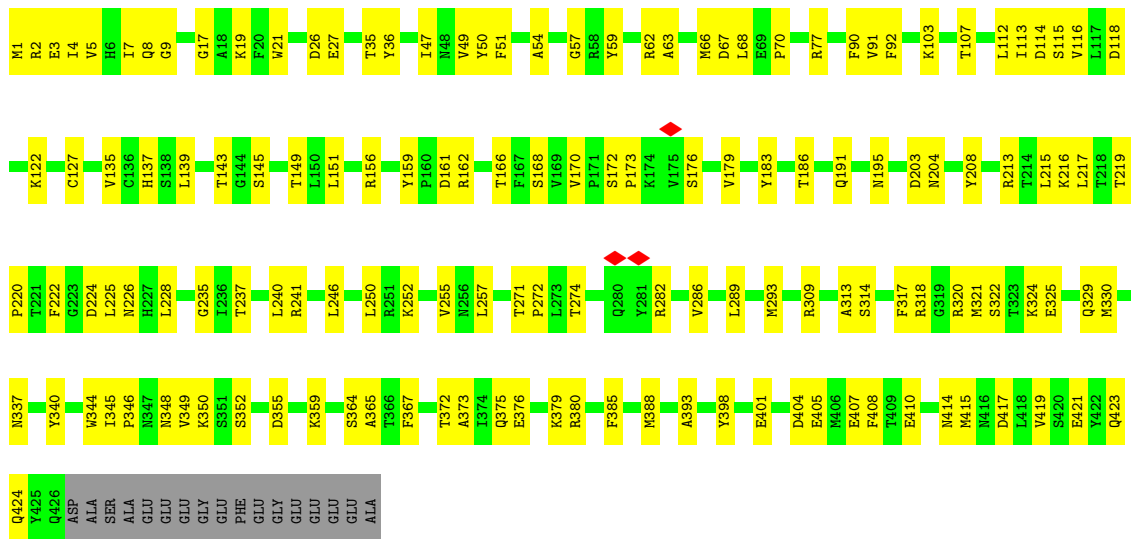 M1 R2 E3 I4 V5 H6 I7 Q8 G9 G17 A18 K19 F20 W21 D26 E27 T35 Y36 I47 N48 V49 Y50 F51 A54 G57 R58 Y59 R62 A63 M66 D67 L68 E69 P70 R77 F90 V91 F92 K103 T107 L112 I113 D114 S115 V116 L117 D118
K122 C127 V135 C136 H137 S138 L139 T143 G144 S145 T149 L150 L151 R156 Y159 P160 D161 R162 T166 F167 S168 V169 V170 P171 S172 P173 K174 V175 S176 V179 Y183 T186 Q191 N195 D203 N204 Y208 R213 T214 L215 K216 L217 T218 T219
P220 T221 F222 G223 D224 L225 N226 H227 L228 G235 I236 T237 L240 R241 L246 L250 R251 K252 V255 N256 L257 T271 P272 L273 T274 Q280 Y281 R282 V286 L289 M293 R309 A313 S314 F317 R318 G319 R320 M321 S322 T323 K324 E325 Q329 M330
N337 Y340 W344 I345 P346 N347 N348 V349 K350 S351 S352 D355 K359 S364 A365 T366 F367 T372 A373 I374 Q375 E376 K379 R380 F385 M388 A393 Y398 E401 D404 E405 M406 E407 F408 T409 E410 N414 M415 N416 D417 L418 V419 S420 E421 Y422 Q423
Q424 Y425 Q426 ASP ALA SER ALA GLU GLU GLU GLY GLU PHE GLU GLY GLU GLU GLU GLU ALA